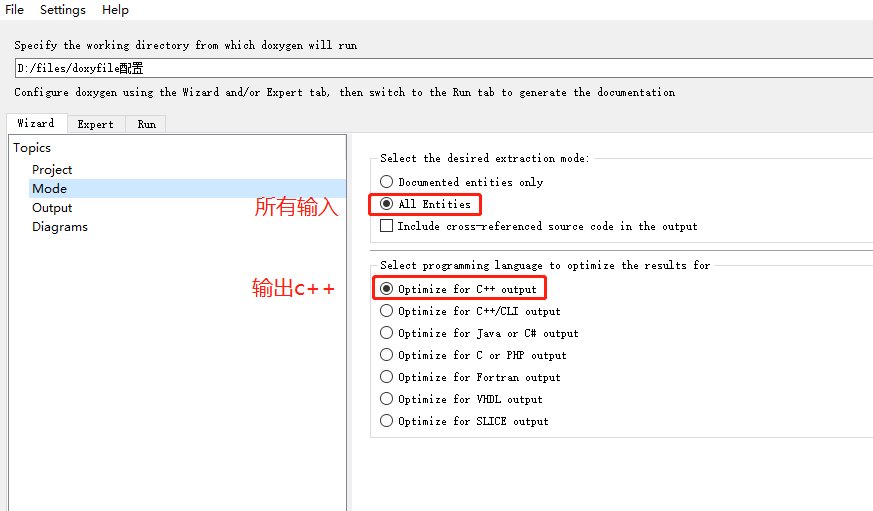 File Settings Help
Specify the working directory from which doxygen will run
D:/files/doxyfile配置
Configure doxygen using the Wizard and/or Expert tab, then switch to the Run tab to generate the documentation
Wizard Expert Run
Topics
Project
Mode
Output
Diagrams
所有输入
输出c++
Select the desired extraction mode:
Documented entities only
All Entities
Include cross-referenced source code in the output
Select programming language to optimize the results for
Optimize for C++ output
Optimize for C++/CLI output
Optimize for Java or C# output
Optimize for C or PHP output
Optimize for Fortran output
Optimize for VHDL output
Optimize for SLICE output